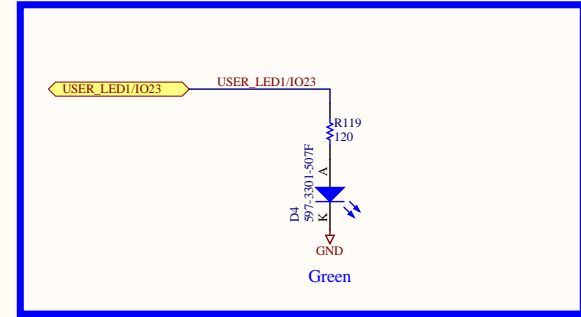 USER_LED1/IO23
USER_LED1/IO23
R119
120
A
597-3301-507F
D4
K
GND
Green